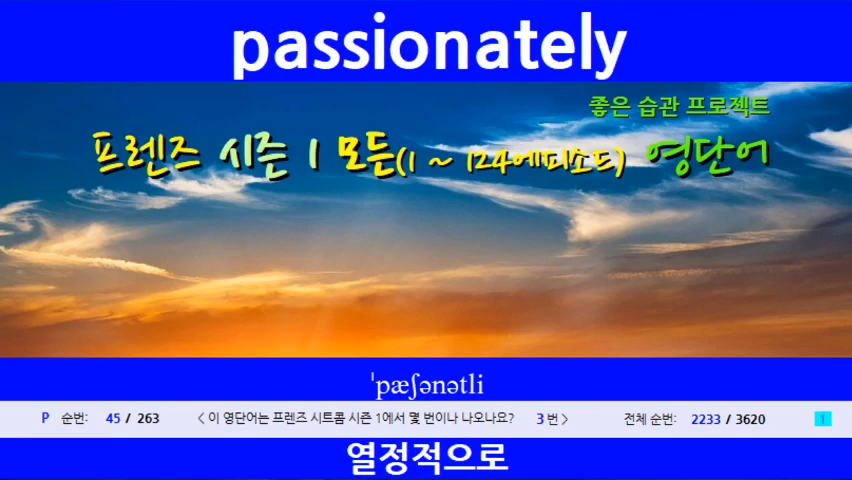 passionately
좋은 습관 프로젝트
프렌즈 시즌 1 모든(1 ~ 124에피소드) 영단어
ˈpæʃənətli
P 순번: 45 / 263 < 이 영단어는 프렌즈 시트콤 시즌 1에서 몇 번이나 나오나요? 3 번 > 전체 순번: 2233 / 3620 1
열정적으로